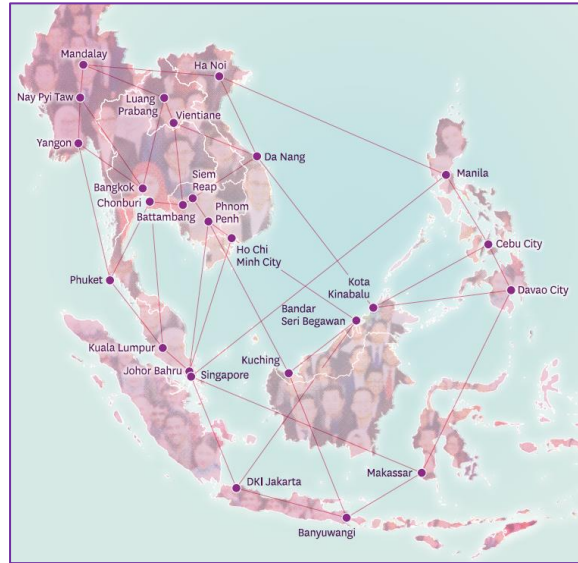 Mandalay
Ha Noi
Nay Pyi Taw
Luang
Prabang
Vientiane
Yangon
Da Nang
Bangkok
Siem
Reap
Manila
Chonburi
Battambang
Phnom
Penh
Ho Chi
Minh City
Cebu City
Phuket
Kota
Kinabalu
Davao City
Bandar
Seri Begawan
Kuala Lumpur
Kuching
Johor Bahru
Singapore
Makassar
DKI Jakarta
Banyuwangi